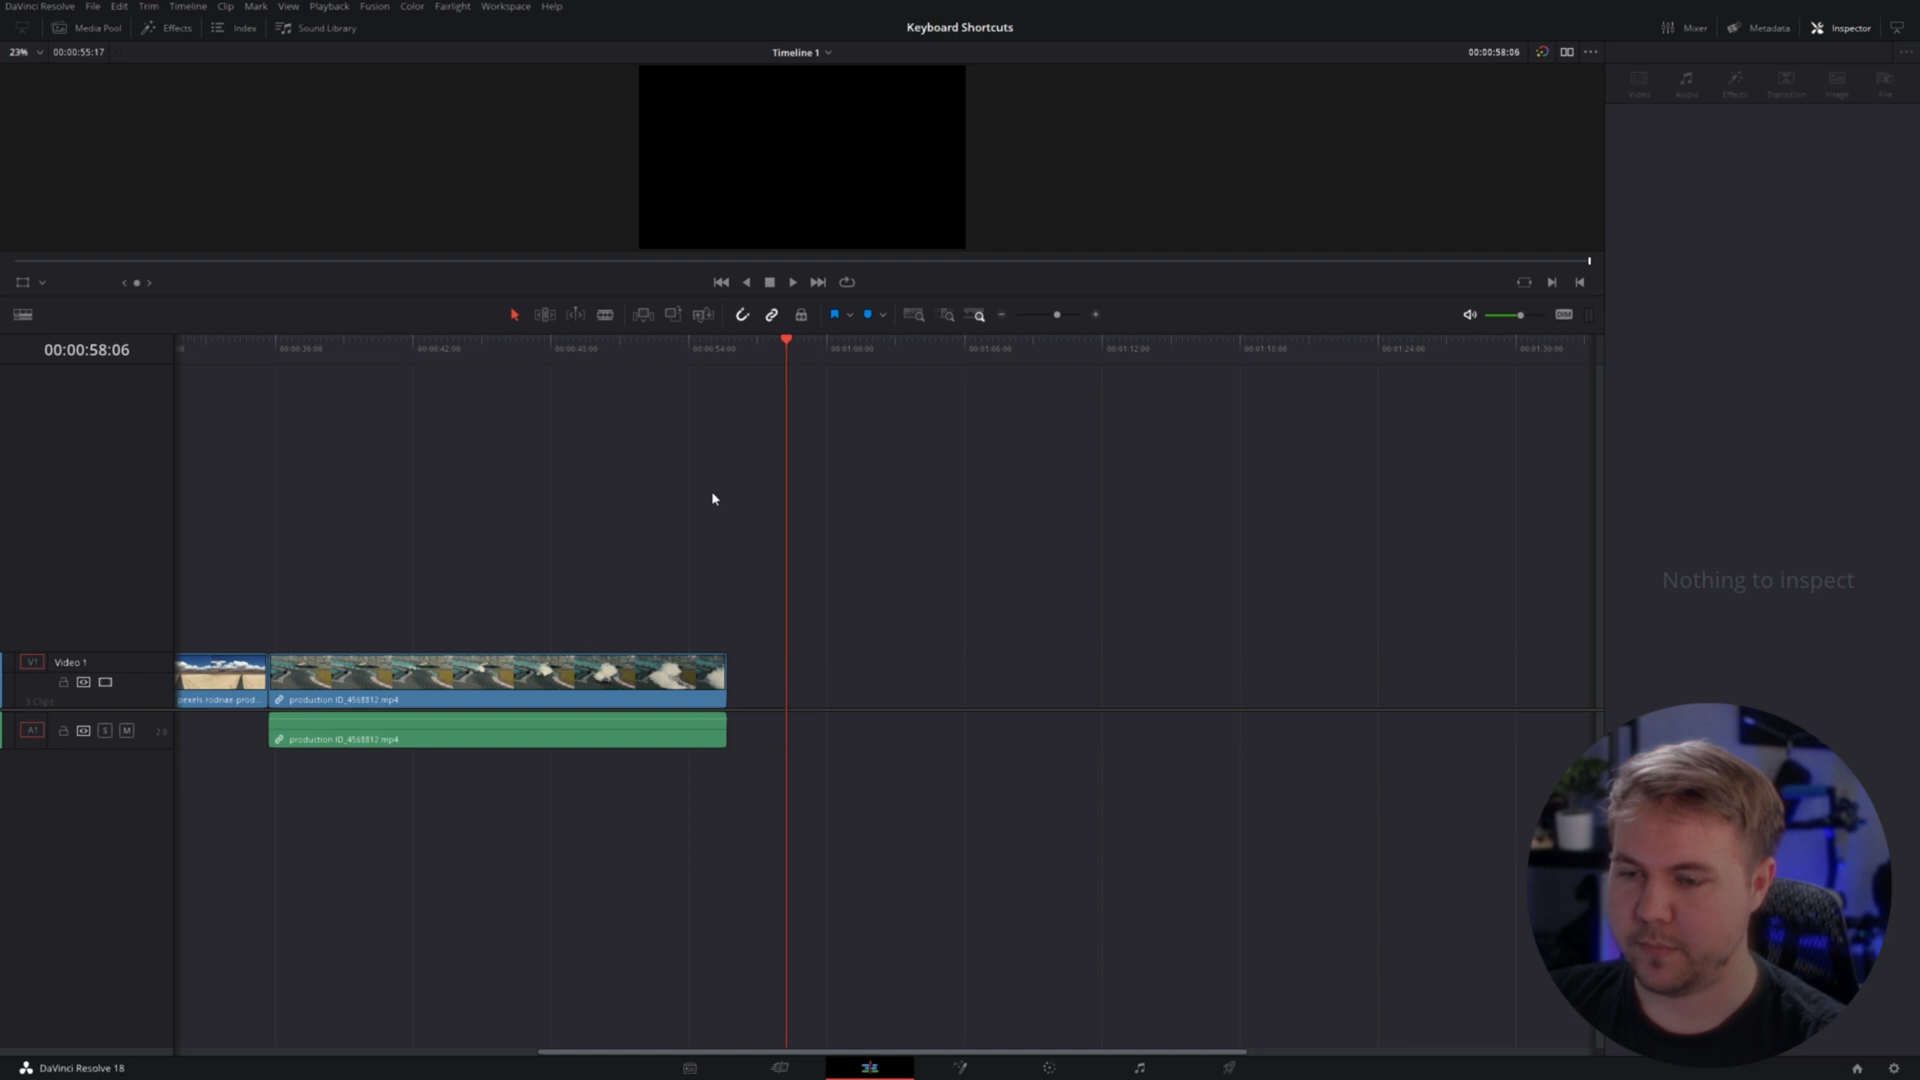 DaVinci Resolve File Edit Trim Timeline Clip Mark View Playback Fusion Color Fairlight Workspace Help
Media Pool Effects Index Sound Library Keyboard Shortcuts Mixer Metadata Inspector
23% 00:00:55:17 Timeline 1 00:00:58:06
Video Audio Effects Transition Image File
DIM
00:00:58:06 00:00:36:00 00:00:42:00 00:00:48:00 00:00:54:00 00:01:00:00 00:01:06:00 00:01:12:00 00:01:18:00 00:01:24:00 00:01:30:00
Nothing to inspect
V1 Video 1
3 Clips pexels-rodnae-prod... production ID_4568812.mp4
A1 S M 2.0
production ID_4568812.mp4
DaVinci Resolve 18